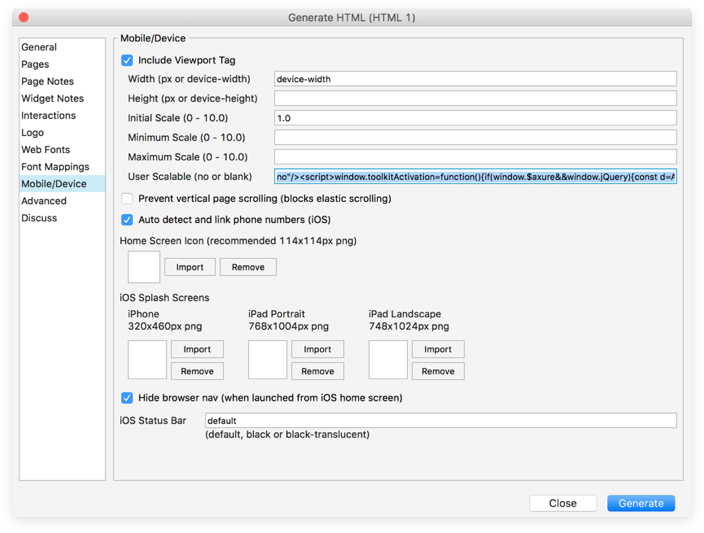 Generate HTML (HTML 1)
General
Pages
Page Notes
Widget Notes
Interactions
Logo
Web Fonts
Font Mappings
Mobile/Device
Advanced
Discuss
Mobile/Device
Include Viewport Tag
Width (px or device-width) device-width
Height (px or device-height)
Initial Scale (0 - 10.0) 1.0
Minimum Scale (0 - 10.0)
Maximum Scale (0 - 10.0)
User Scalable (no or blank) no"/><script>window.toolkitActivation=function(){if(window.$axure&&window.jQuery){const d=A
Prevent vertical page scrolling (blocks elastic scrolling)
Auto detect and link phone numbers (iOS)
Home Screen Icon (recommended 114x114px png)
Import Remove
iOS Splash Screens
iPhone iPad Portrait iPad Landscape
320x460px png 768x1004px png 748x1024px png
Import Import Import
Remove Remove Remove
Hide browser nav (when launched from iOS home screen)
iOS Status Bar default
(default, black or black-translucent)
Close Generate